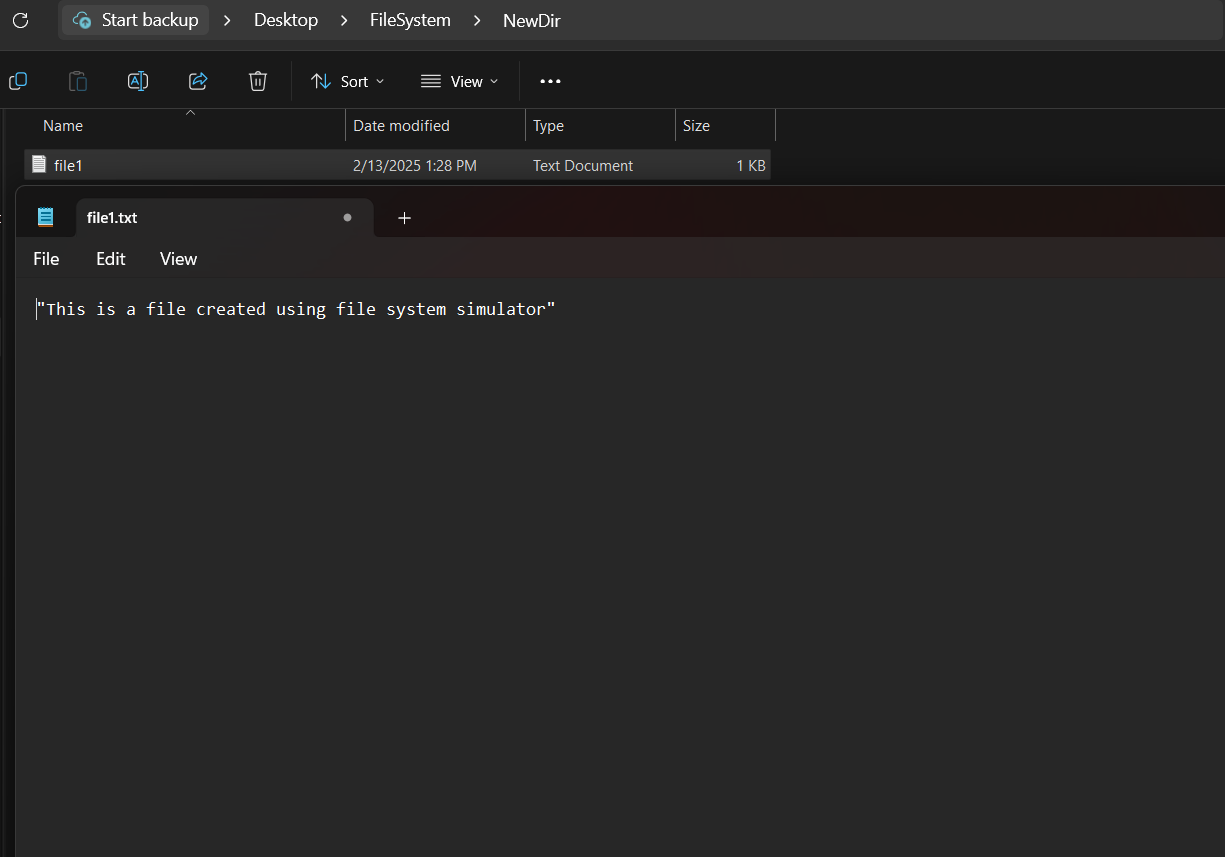 Start backup > Desktop > FileSystem > NewDir
Sort View
Name Date modified Type Size
file1 2/13/2025 1:28 PM Text Document 1 KB
file1.txt
File Edit View
"This is a file created using file system simulator"